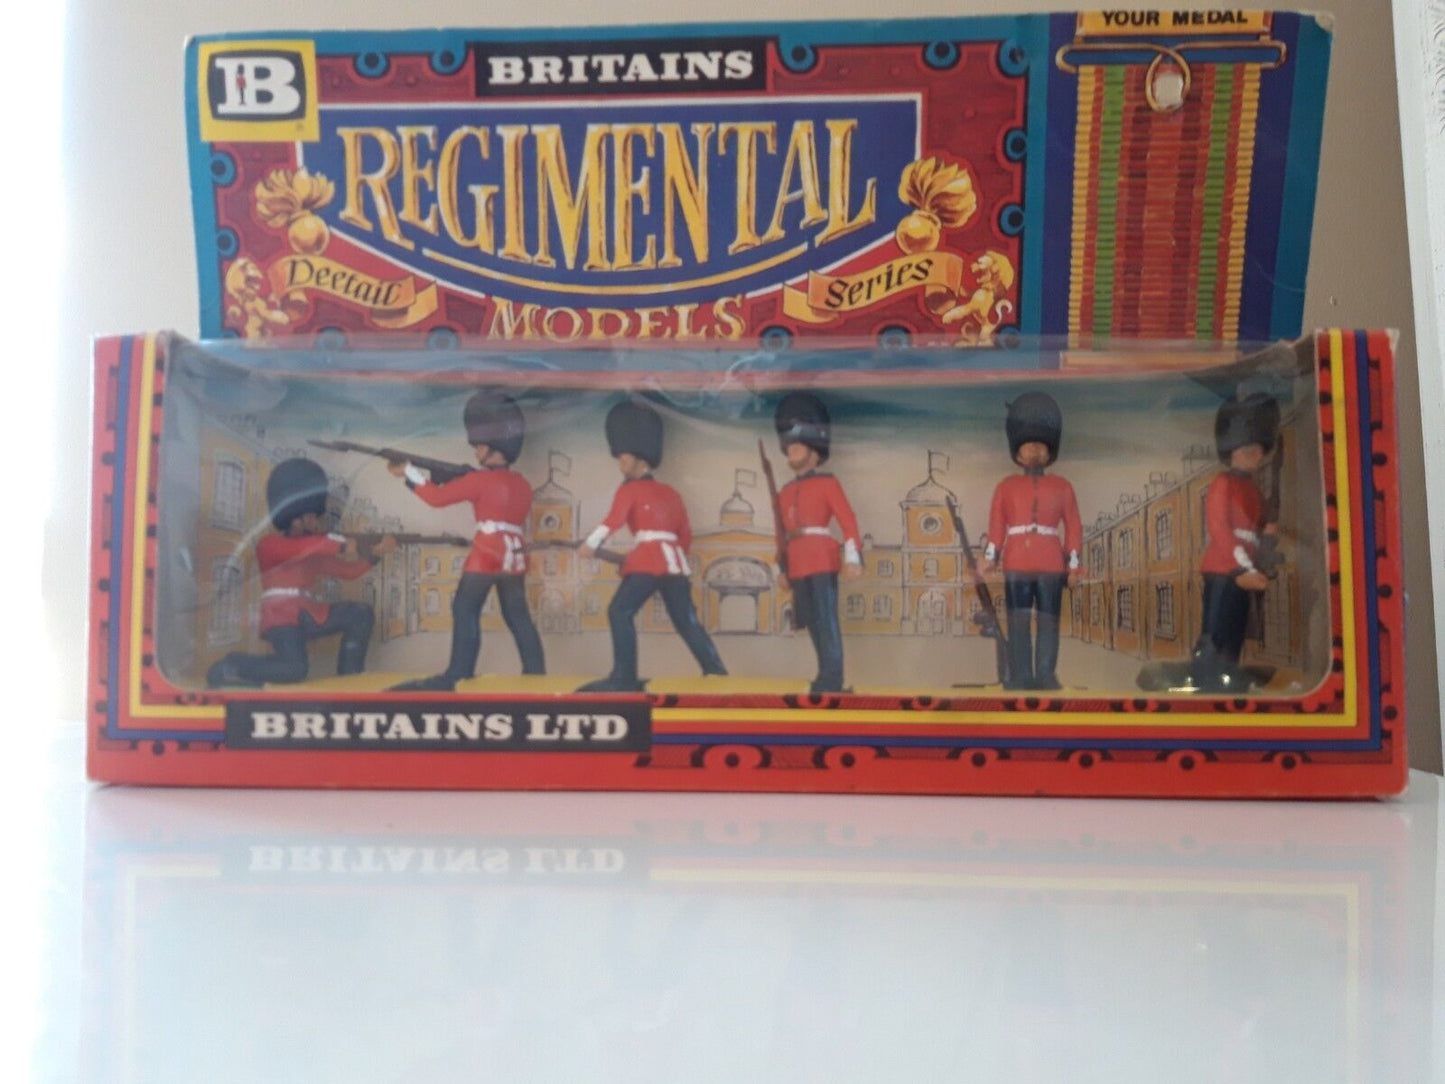 YOUR MEDAL
B
BRITAINS
REGIMENTAL
Deetail Series
MODELS
BRITAINS LTD